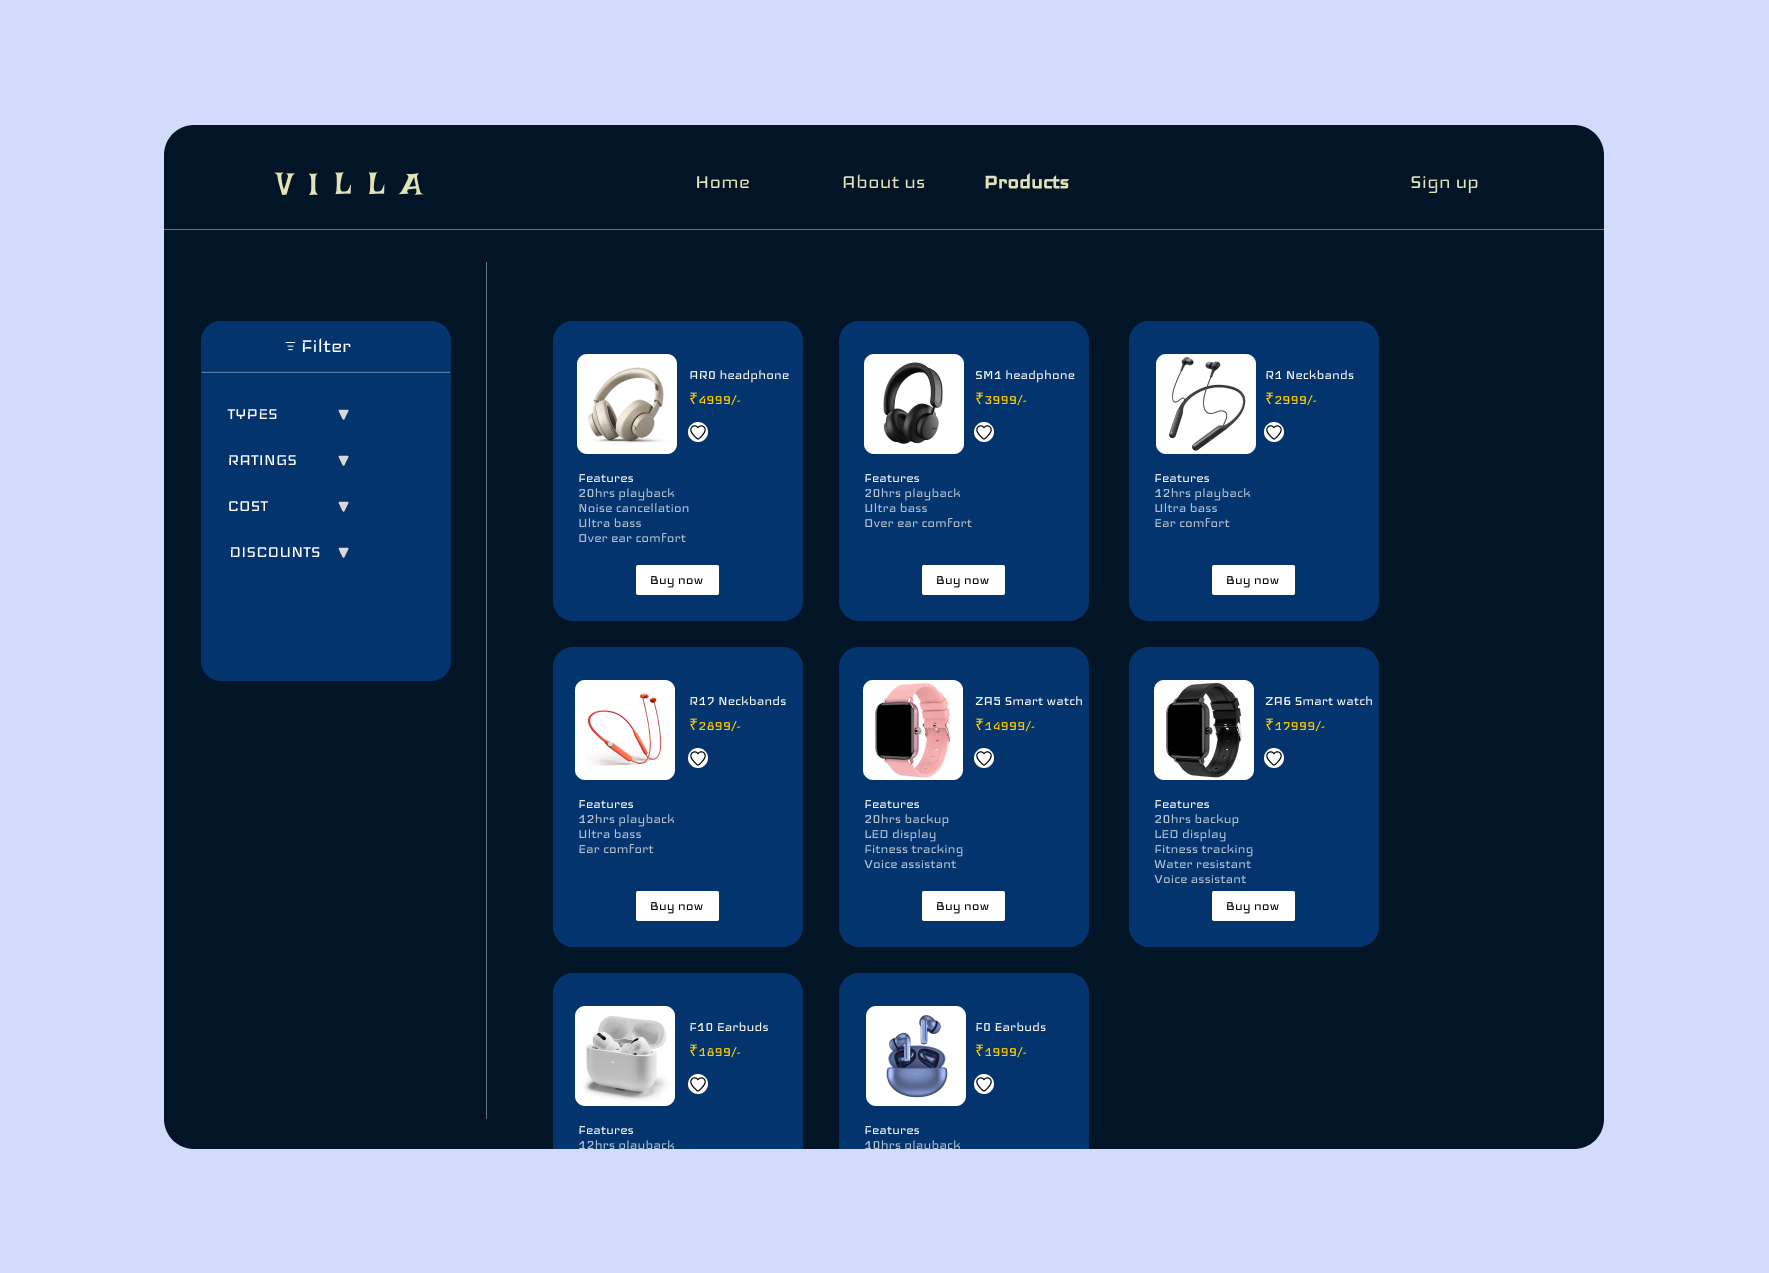 VILLA
Home
About us
Products
Sign up
Filter
TYPES ▼
RATINGS ▼
COST ▼
DISCOUNTS ▼
AR0 headphone
₹4999/-
Features
20hrs playback
Noise cancellation
Ultra bass
Over ear comfort
Buy now
SM1 headphone
₹3999/-
Features
20hrs playback
Ultra bass
Over ear comfort
Buy now
R1 Neckbands
₹2999/-
Features
12hrs playback
Ultra bass
Ear comfort
Buy now
R17 Neckbands
₹2899/-
Features
12hrs playback
Ultra bass
Ear comfort
Buy now
ZA5 Smart watch
₹14999/-
Features
20hrs backup
LED display
Fitness tracking
Voice assistant
Buy now
ZA6 Smart watch
₹17999/-
Features
20hrs backup
LED display
Fitness tracking
Water resistant
Voice assistant
Buy now
F10 Earbuds
₹1899/-
Features
12hrs playback
F0 Earbuds
₹1999/-
Features
10hrs playback